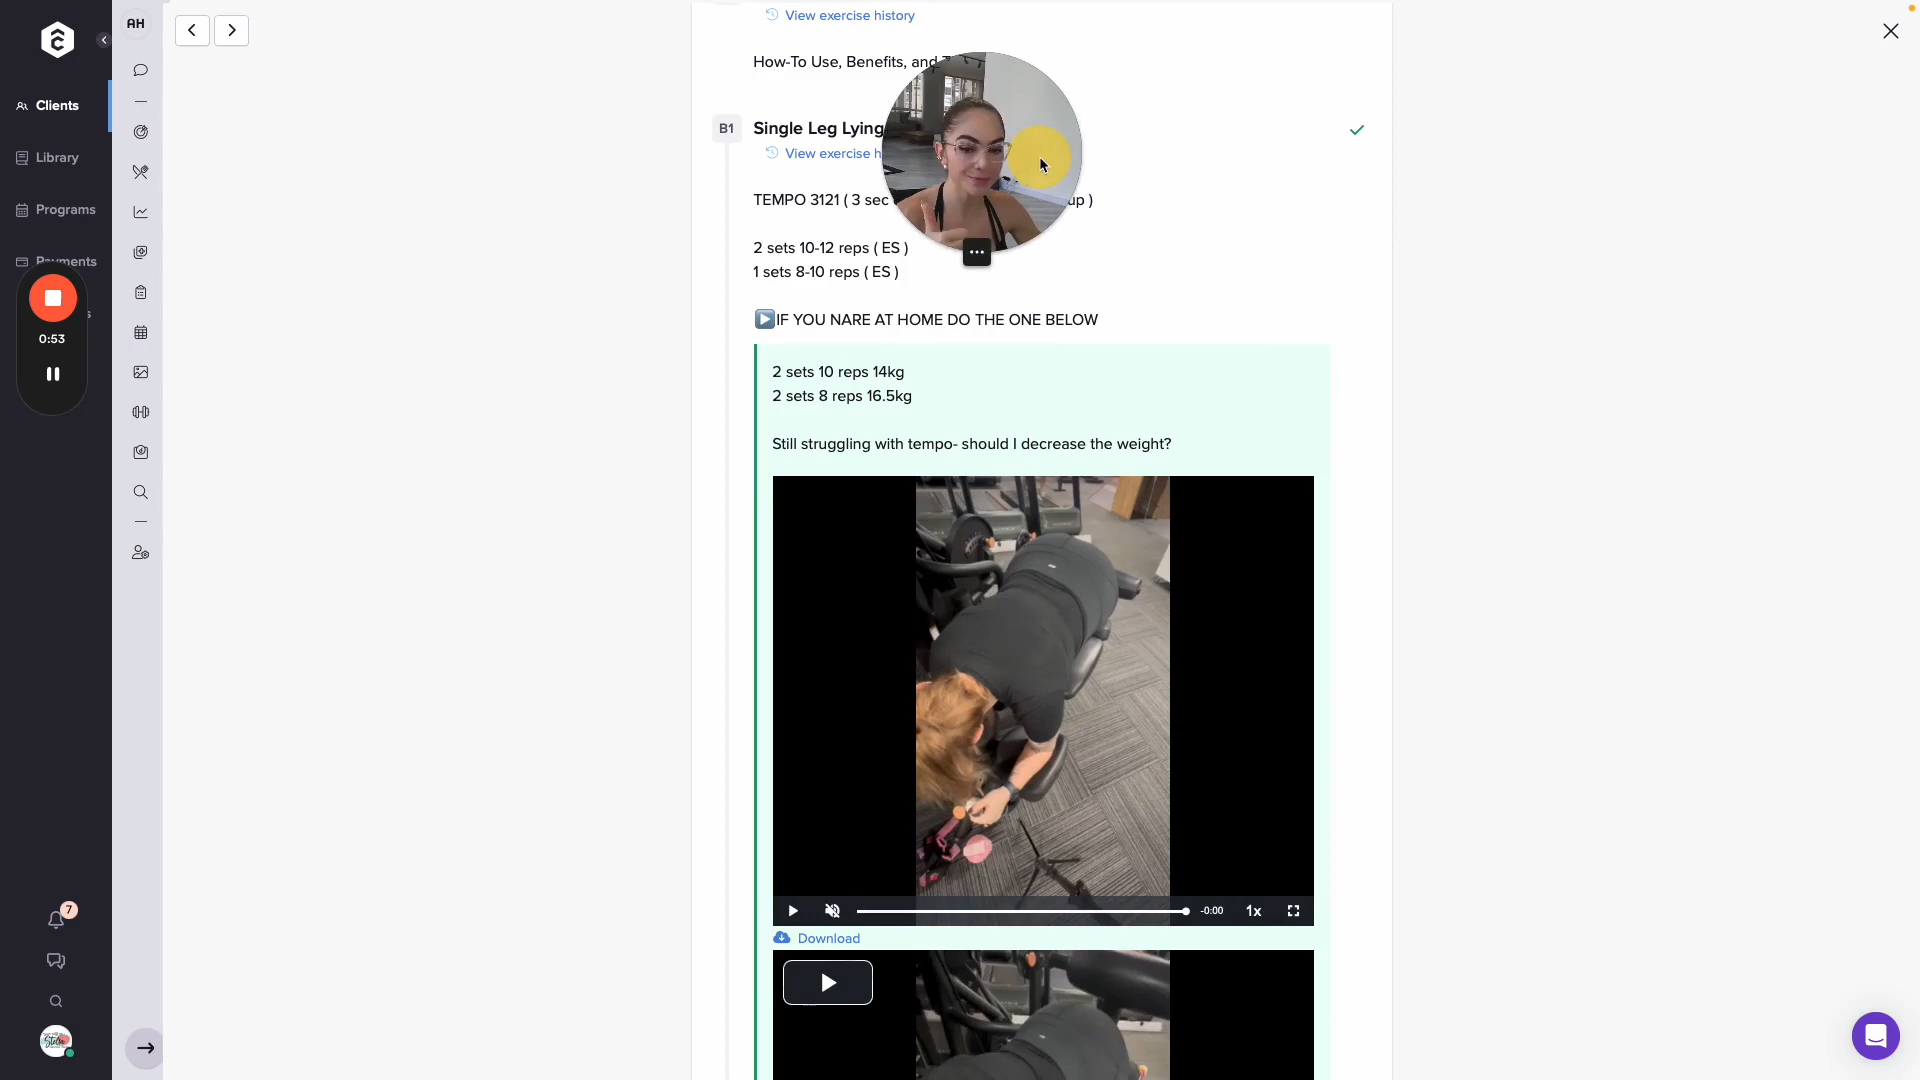 AH
View exercise history
Clients
How-To Use, Benefits, and
B1
Single Leg Lying
View exercise h
Library
TEMPO 3121 ( 3 sec
up )
Programs
2 sets 10-12 reps ( ES )
Payments
1 sets 8-10 reps ( ES )
s
IF YOU NARE AT HOME DO THE ONE BELOW
0:53
2 sets 10 reps 14kg
2 sets 8 reps 16.5kg
Still struggling with tempo- should I decrease the weight?
-0:00
1x
7
Download